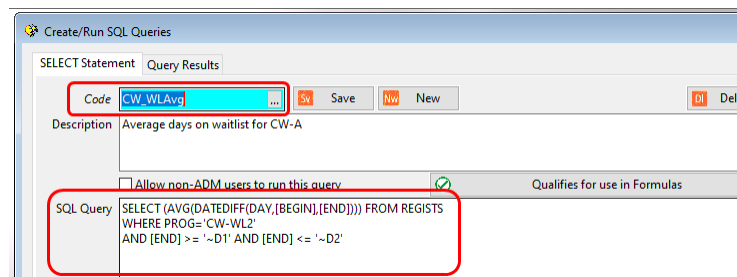 Create/Run SQL Queries
SELECT Statement Query Results
Code CW_WLAvg ... Sv Save Nw New Dl Del
Description Average days on waitlist for CW-A
Allow non-ADM users to run this query Qualifies for use in Formulas
SQL Query SELECT (AVG(DATEDIFF(DAY,[BEGIN],[END]))) FROM REGISTS
WHERE PROG='CW-WL2'
AND [END] >= '~D1' AND [END] <= '~D2'